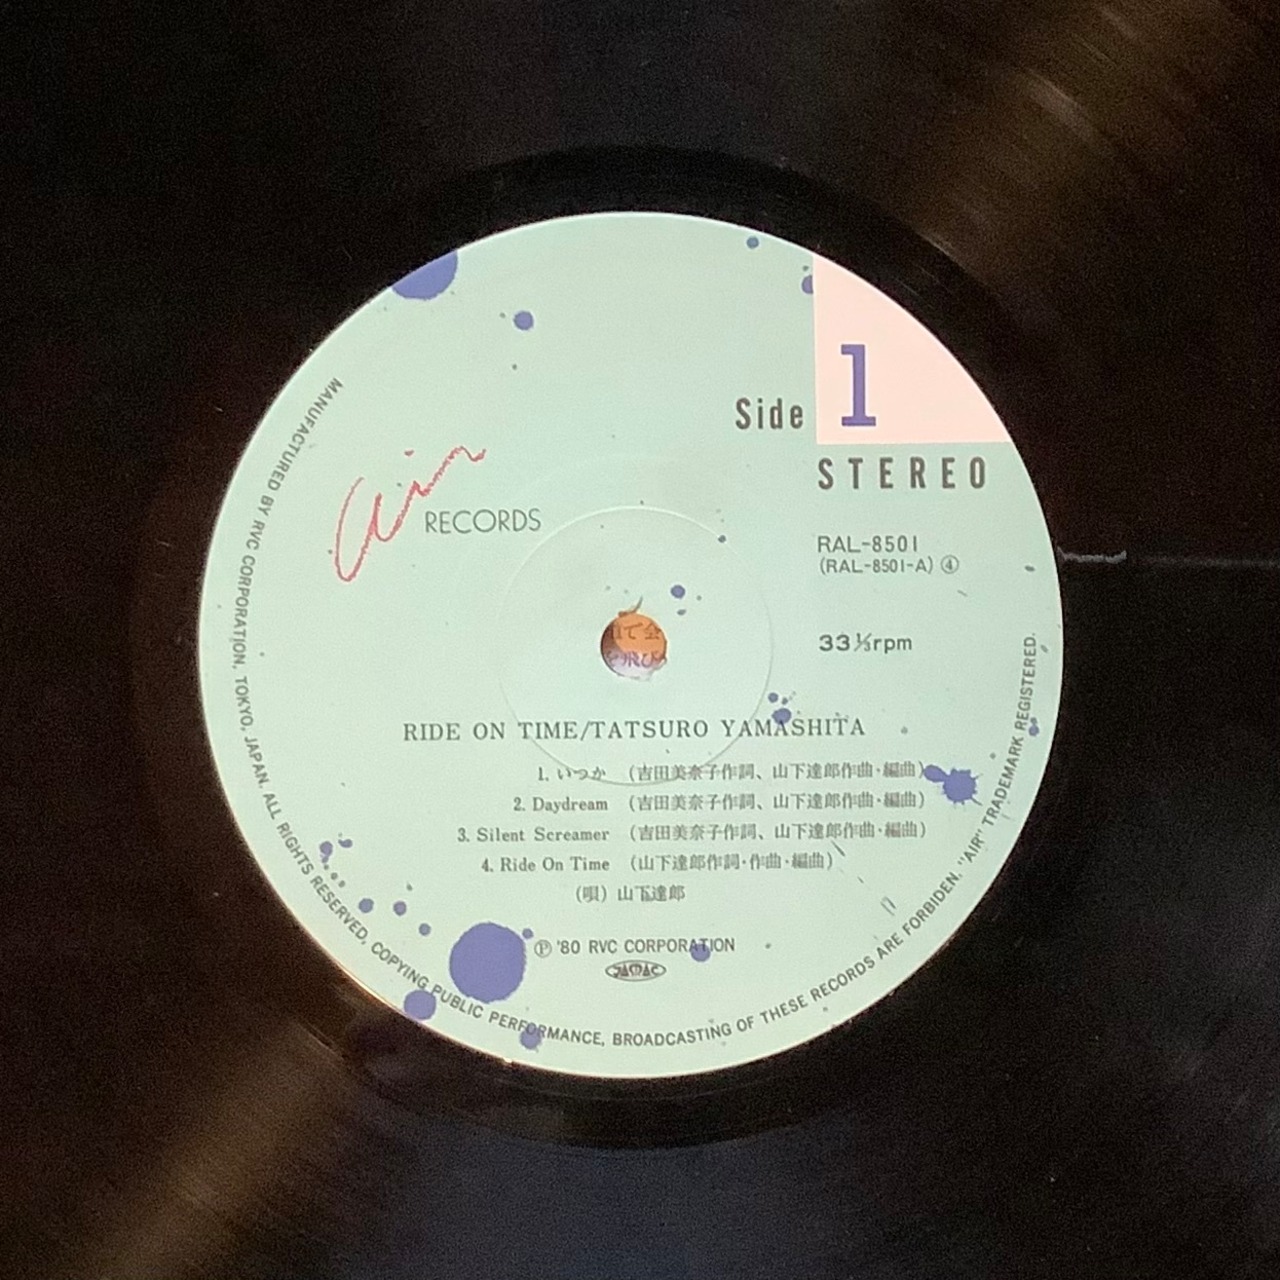 Side 1
STEREO
Air RECORDS
RAL-8501
(RAL-8501-A) ④
33⅓rpm
RIDE ON TIME/TATSURO YAMASHITA
1. いつか (吉田美奈子作詞、山下達郎作曲・編曲)
2. Daydream (吉田美奈子作詞、山下達郎作曲・編曲)
3. Silent Screamer (吉田美奈子作詞、山下達郎作曲・編曲)
4. Ride On Time (山下達郎作詞・作曲・編曲)
(唄) 山下達郎
Ⓟ '80 RVC CORPORATION
JASRAC
MANUFACTURED BY RVC CORPORATION, TOKYO, JAPAN. ALL RIGHTS RESERVED, COPYING PUBLIC PERFORMANCE, BROADCASTING OF THESE RECORDS ARE FORBIDEN. "AIR" TRADEMARK REGISTERED.